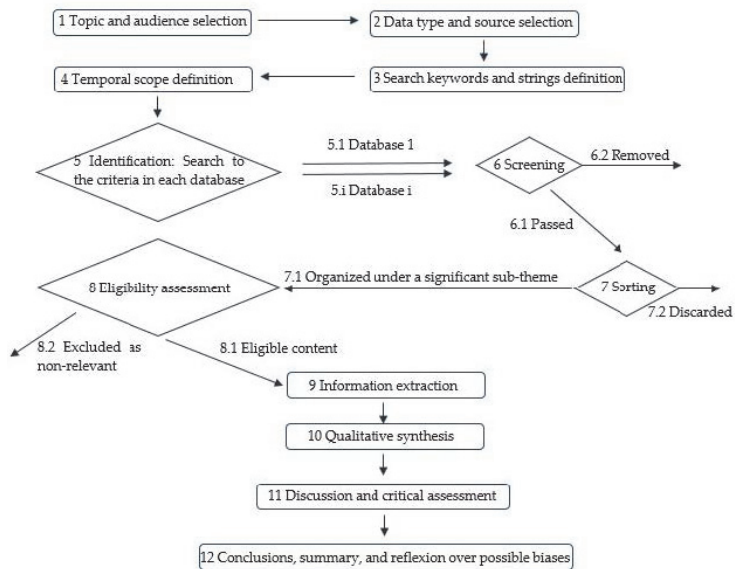 1 Topic and audience selection
2 Data type and source selection
3 Search keywords and strings definition
4 Temporal scope definition
5 Identification: Search to
the criteria in each database
5.1 Database 1
5.i Database i
6 Screening
6.2 Removed
6.1 Passed
7 Sorting
7.2 Discarded
7.1 Organized under a significant sub-theme
8 Eligibility assessment
8.2 Excluded as
non-relevant
8.1 Eligible content
9 Information extraction
10 Qualitative synthesis
11 Discussion and critical assessment
12 Conclusions, summary, and reflexion over possible biases